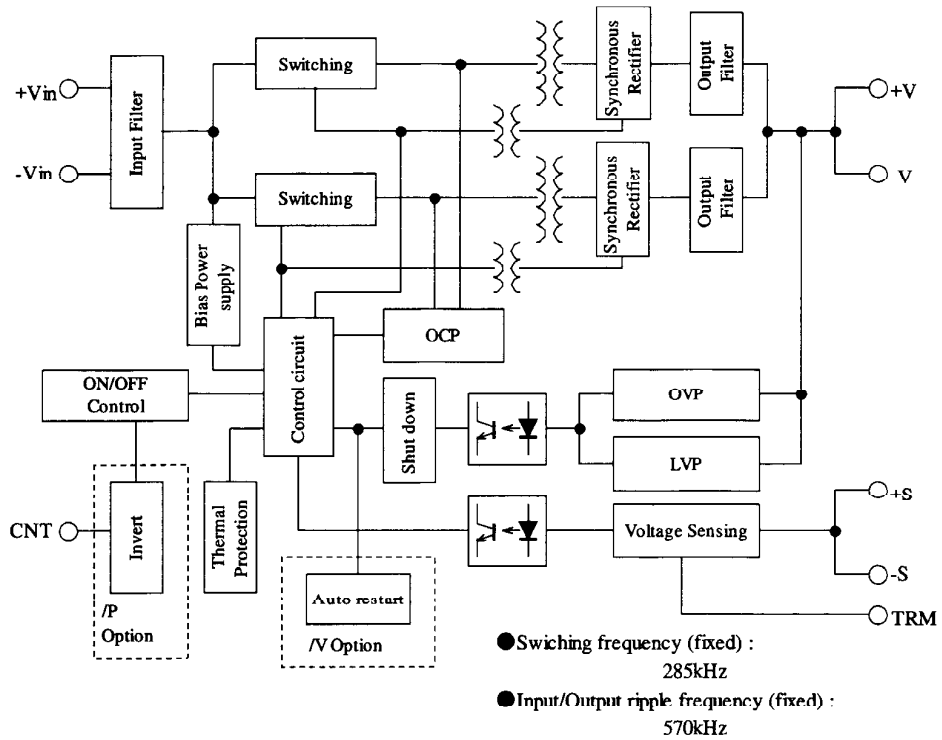 Switching
Synchronous
Rectifier
Output
Filter
+Vin
+V
Input Filter
-Vin
V
Switching
Synchronous
Rectifier
Output
Filter
Bias Power
supply
OCP
ON/OFF
Control
Control circuit
Shut down
OVP
LVP
+S
CNT
Invert
Thermal
Protection
Voltage Sensing
-S
Auto restart
TRM
/P
Option
/V Option
Swiching frequency (fixed) :
285kHz
Input/Output ripple frequency (fixed) :
570kHz